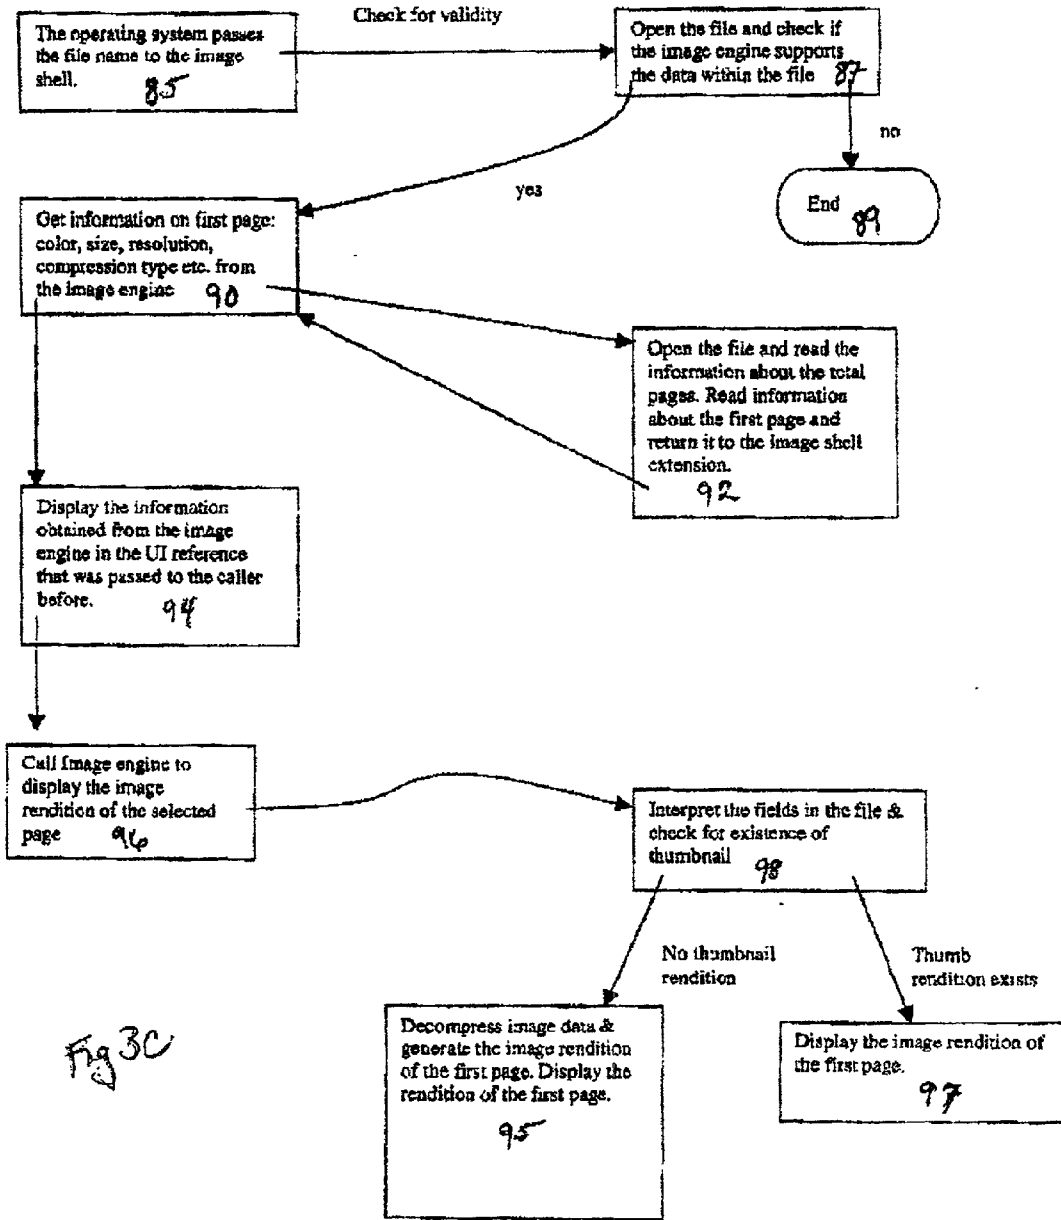 Check for validity
The operating system passes
the file name to the image
shell.
85
Open the file and check if
the image engine supports
the data within the file 87
no
yes
End 89
Get information on first page:
color, size, resolution,
compression type etc. from
the image engine 90
Open the file and read the
information about the total
pages. Read information
about the first page and
return it to the image shell
extension.
92
Display the information
obtained from the image
engine in the UI reference
that was passed to the caller
before. 94
Call Image engine to
display the image
rendition of the selected
page 96
Interpret the fields in the file &
check for existence of
thumbnail 98
No thumbnail
rendition
Thumb
rendition exists
Decompress image data &
generate the image rendition
of the first page. Display the
rendition of the first page.
95
Display the image rendition of
the first page.
97
Fig 3C